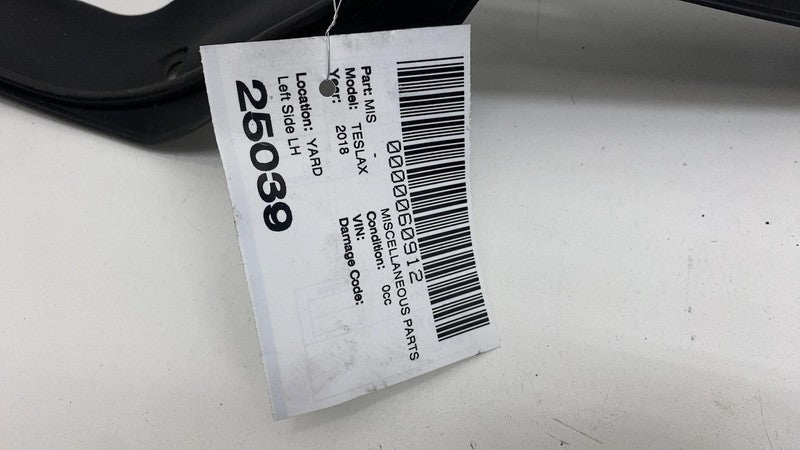 0000060912
Part: MIS - MISCELLANEOUS PARTS
Model: TESLAX Condition: 0cc
Year: 2018 VIN:
Damage Code:
Location: YARD
Left Side LH
25039